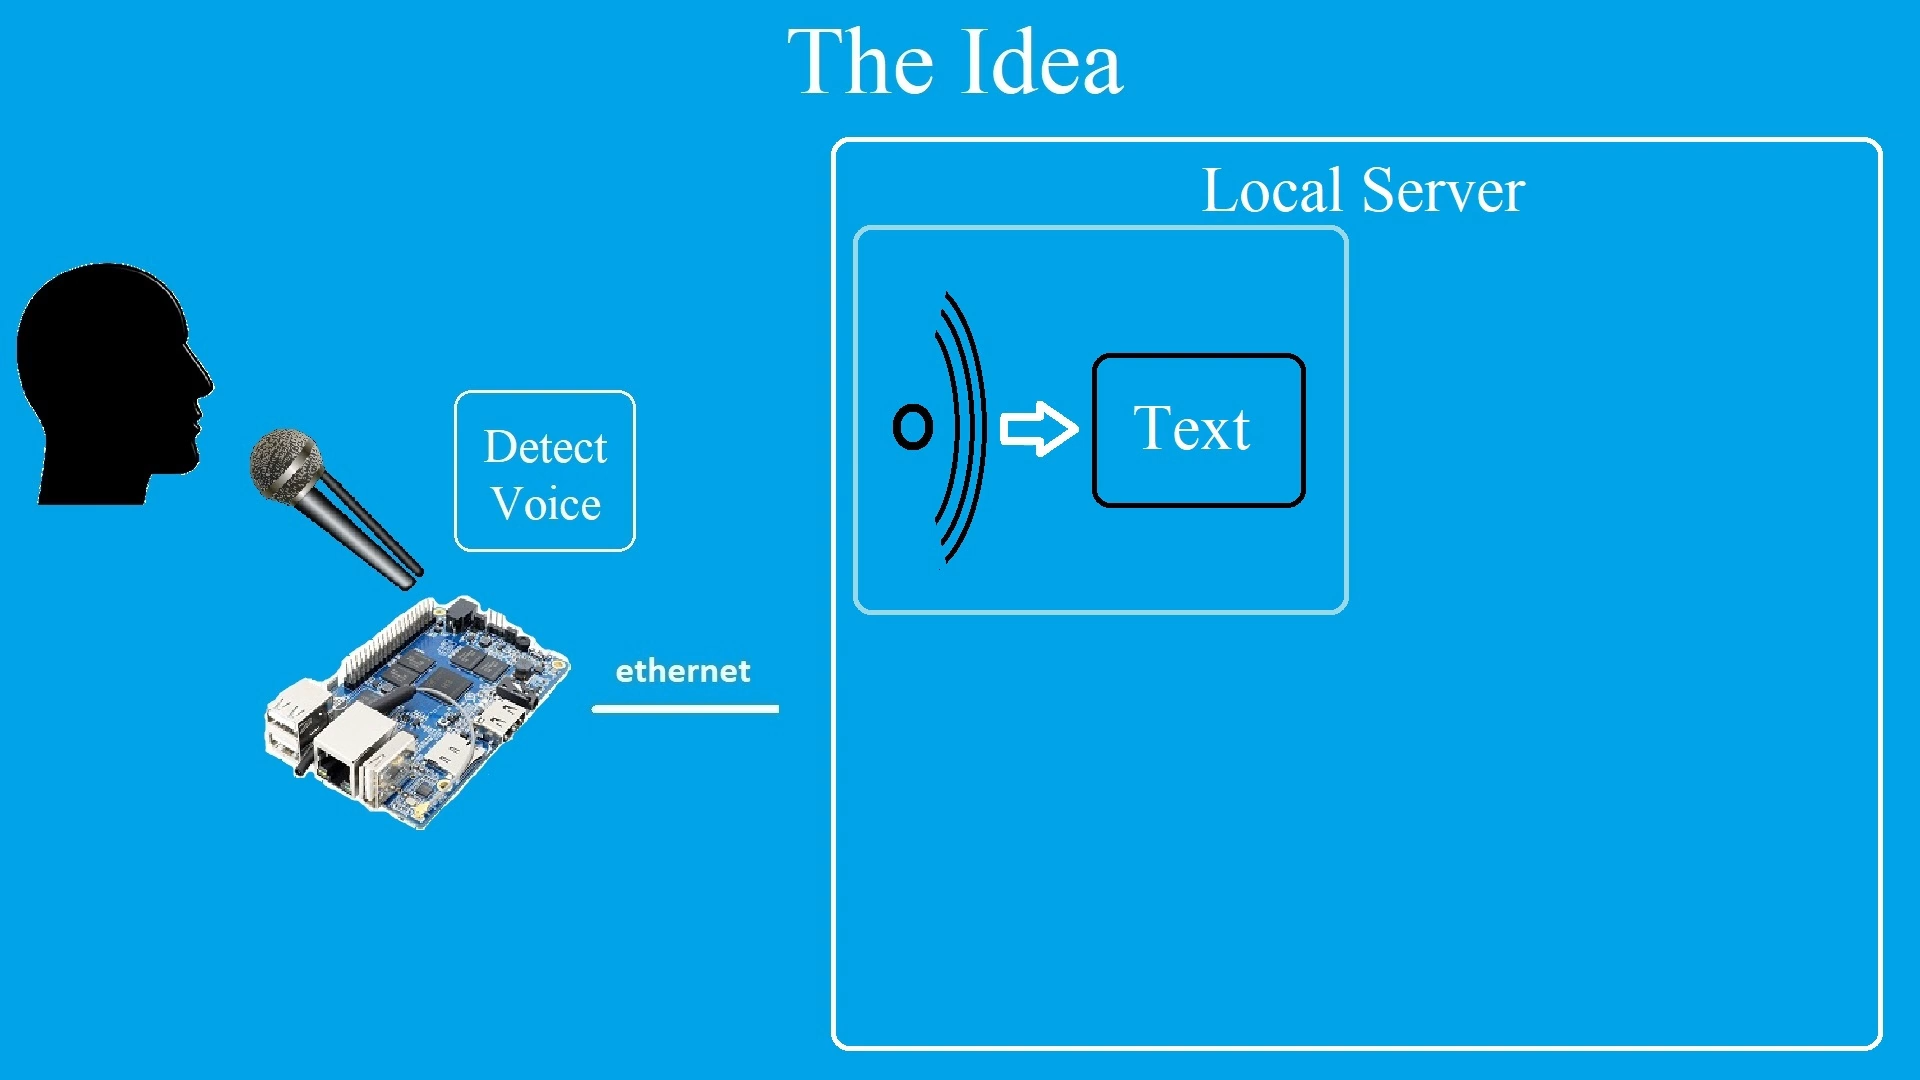 The Idea
Local Server
Detect
Voice
Text
ethernet